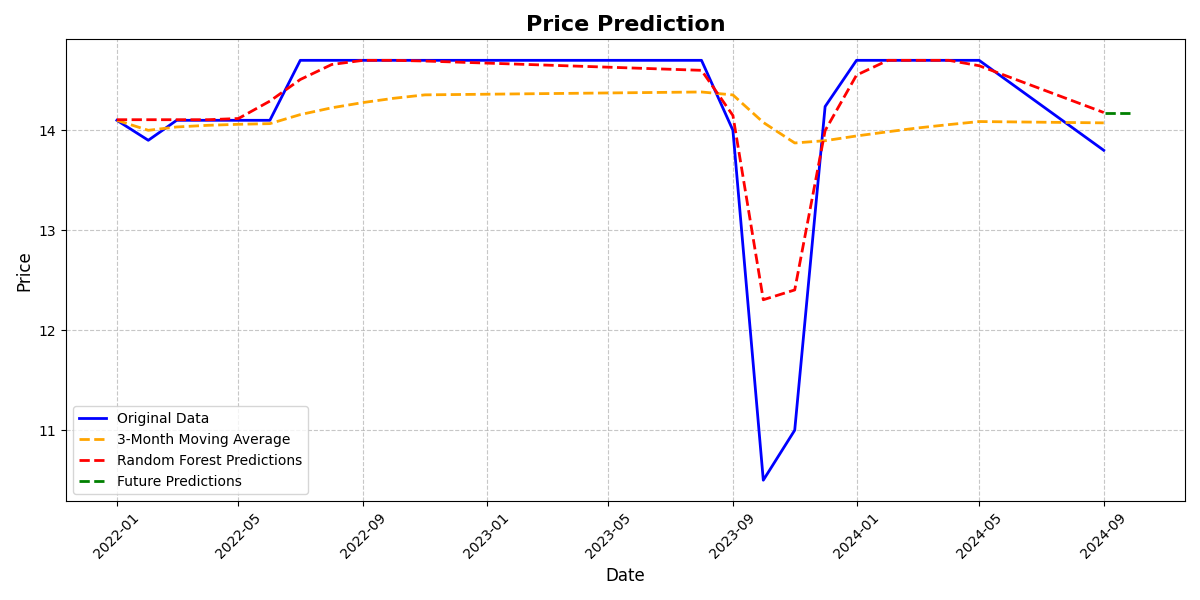 Price Prediction
Price
14
13
12
11
Original Data
3-Month Moving Average
Random Forest Predictions
Future Predictions
2022-01
2022-05
2022-09
2023-01
2023-05
2023-09
2024-01
2024-05
2024-09
Date